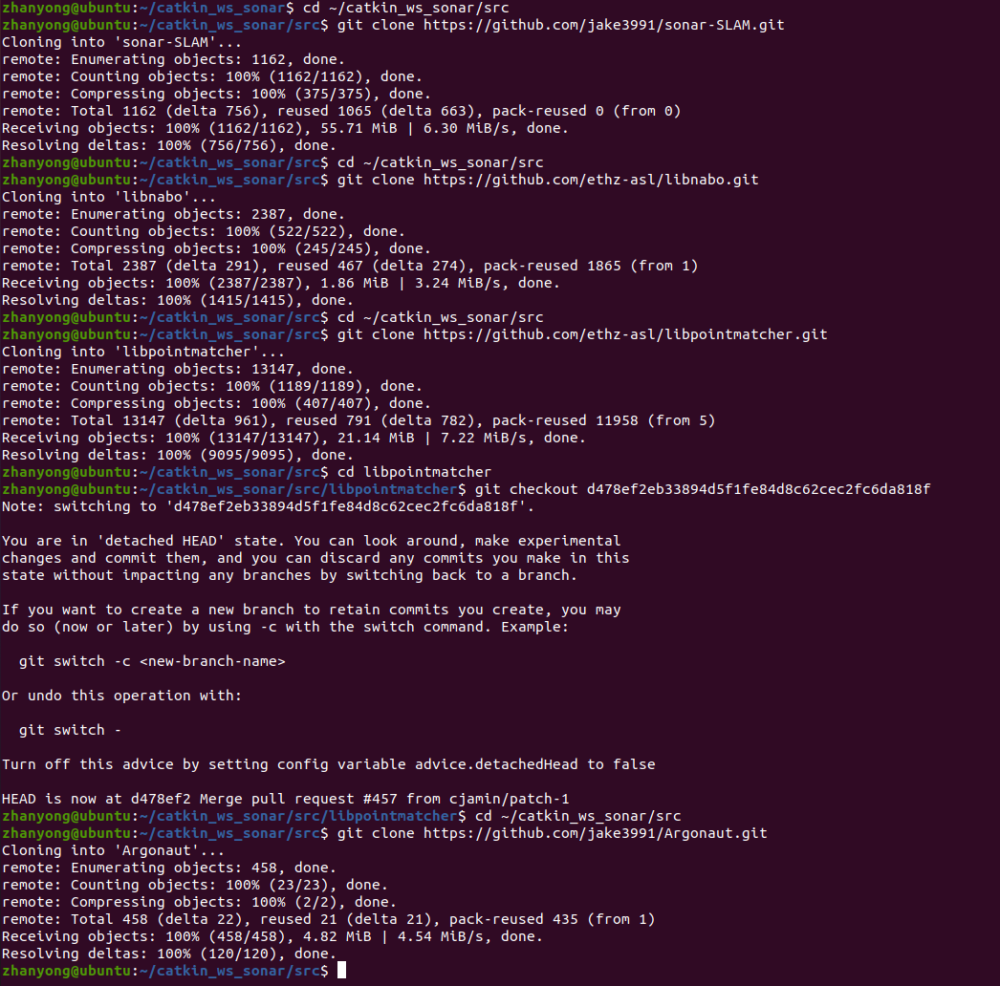 zhanyong@ubuntu:~/catkin_ws_sonar$ cd ~/catkin_ws_sonar/src
zhanyong@ubuntu:~/catkin_ws_sonar/src$ git clone https://github.com/jake3991/sonar-SLAM.git
Cloning into 'sonar-SLAM'...
remote: Enumerating objects: 1162, done.
remote: Counting objects: 100% (1162/1162), done.
remote: Compressing objects: 100% (375/375), done.
remote: Total 1162 (delta 756), reused 1065 (delta 663), pack-reused 0 (from 0)
Receiving objects: 100% (1162/1162), 55.71 MiB | 6.30 MiB/s, done.
Resolving deltas: 100% (756/756), done.
zhanyong@ubuntu:~/catkin_ws_sonar/src$ cd ~/catkin_ws_sonar/src
zhanyong@ubuntu:~/catkin_ws_sonar/src$ git clone https://github.com/ethz-asl/libnabo.git
Cloning into 'libnabo'...
remote: Enumerating objects: 2387, done.
remote: Counting objects: 100% (522/522), done.
remote: Compressing objects: 100% (245/245), done.
remote: Total 2387 (delta 291), reused 467 (delta 274), pack-reused 1865 (from 1)
Receiving objects: 100% (2387/2387), 1.86 MiB | 3.24 MiB/s, done.
Resolving deltas: 100% (1415/1415), done.
zhanyong@ubuntu:~/catkin_ws_sonar/src$ cd ~/catkin_ws_sonar/src
zhanyong@ubuntu:~/catkin_ws_sonar/src$ git clone https://github.com/ethz-asl/libpointmatcher.git
Cloning into 'libpointmatcher'...
remote: Enumerating objects: 13147, done.
remote: Counting objects: 100% (1189/1189), done.
remote: Compressing objects: 100% (407/407), done.
remote: Total 13147 (delta 961), reused 791 (delta 782), pack-reused 11958 (from 5)
Receiving objects: 100% (13147/13147), 21.14 MiB | 7.22 MiB/s, done.
Resolving deltas: 100% (9095/9095), done.
zhanyong@ubuntu:~/catkin_ws_sonar/src$ cd libpointmatcher
zhanyong@ubuntu:~/catkin_ws_sonar/src/libpointmatcher$ git checkout d478ef2eb33894d5f1fe84d8c62cec2fc6da818f
Note: switching to 'd478ef2eb33894d5f1fe84d8c62cec2fc6da818f'.

You are in 'detached HEAD' state. You can look around, make experimental
changes and commit them, and you can discard any commits you make in this
state without impacting any branches by switching back to a branch.

If you want to create a new branch to retain commits you create, you may
do so (now or later) by using -c with the switch command. Example:

  git switch -c <new-branch-name>

Or undo this operation with:

  git switch -

Turn off this advice by setting config variable advice.detachedHead to false

HEAD is now at d478ef2 Merge pull request #457 from cjamin/patch-1
zhanyong@ubuntu:~/catkin_ws_sonar/src/libpointmatcher$ cd ~/catkin_ws_sonar/src
zhanyong@ubuntu:~/catkin_ws_sonar/src$ git clone https://github.com/jake3991/Argonaut.git
Cloning into 'Argonaut'...
remote: Enumerating objects: 458, done.
remote: Counting objects: 100% (23/23), done.
remote: Compressing objects: 100% (2/2), done.
remote: Total 458 (delta 22), reused 21 (delta 21), pack-reused 435 (from 1)
Receiving objects: 100% (458/458), 4.82 MiB | 4.54 MiB/s, done.
Resolving deltas: 100% (120/120), done.
zhanyong@ubuntu:~/catkin_ws_sonar/src$